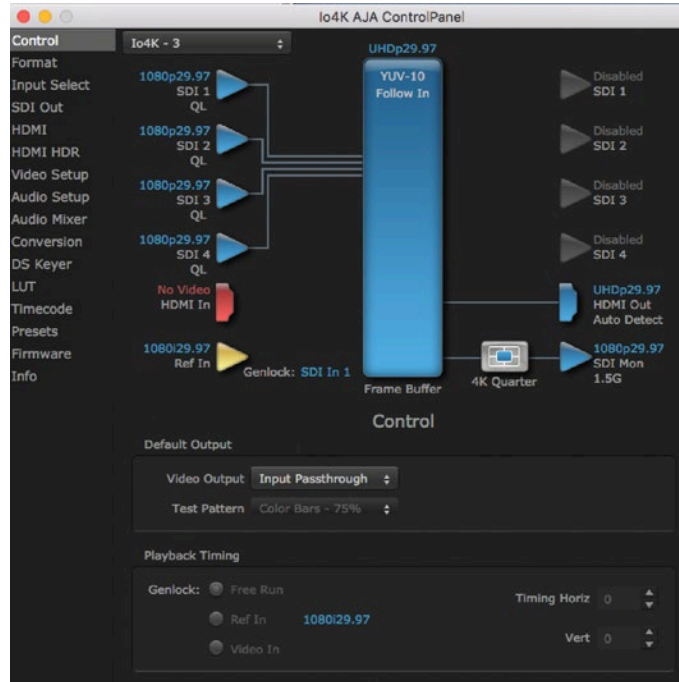 Io4K AJA ControlPanel
Control
Format
Input Select
SDI Out
HDMI
HDMI HDR
Video Setup
Audio Setup
Audio Mixer
Conversion
DS Keyer
LUT
Timecode
Presets
Firmware
Info
Io4K - 3
UHDp29.97
YUV-10
Follow In
1080p29.97
SDI 1
QL
1080p29.97
SDI 2
QL
1080p29.97
SDI 3
QL
1080p29.97
SDI 4
QL
No Video
HDMI In
1080i29.97
Ref In
Genlock: SDI In 1
Frame Buffer
4K Quarter
Disabled
SDI 1
Disabled
SDI 2
Disabled
SDI 3
Disabled
SDI 4
UHDp29.97
HDMI Out
Auto Detect
1080p29.97
SDI Mon
1.5G
Control
Default Output
Video Output Input Passthrough
Test Pattern Color Bars - 75%
Playback Timing
Genlock: Free Run
Ref In 1080i29.97
Video In
Timing Horiz 0
Vert 0